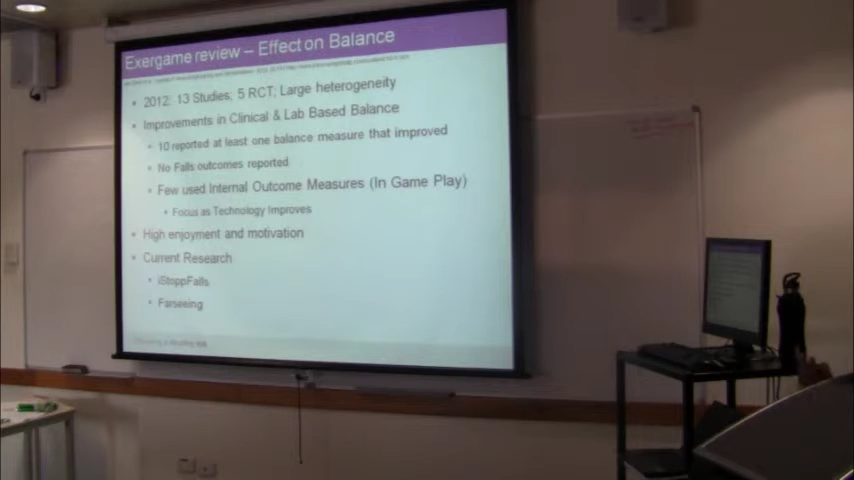 Exergame review – Effect on Balance
• 2012: 13 Studies; 5 RCT; Large heterogeneity
• Improvements in Clinical & Lab Based Balance
• 10 reported at least one balance measure that improved
• No Falls outcomes reported
• Few used Internal Outcome Measures (In Game Play)
• Focus as Technology Improves
• High enjoyment and motivation
• Current Research
• iStoppFalls
• Farseeing